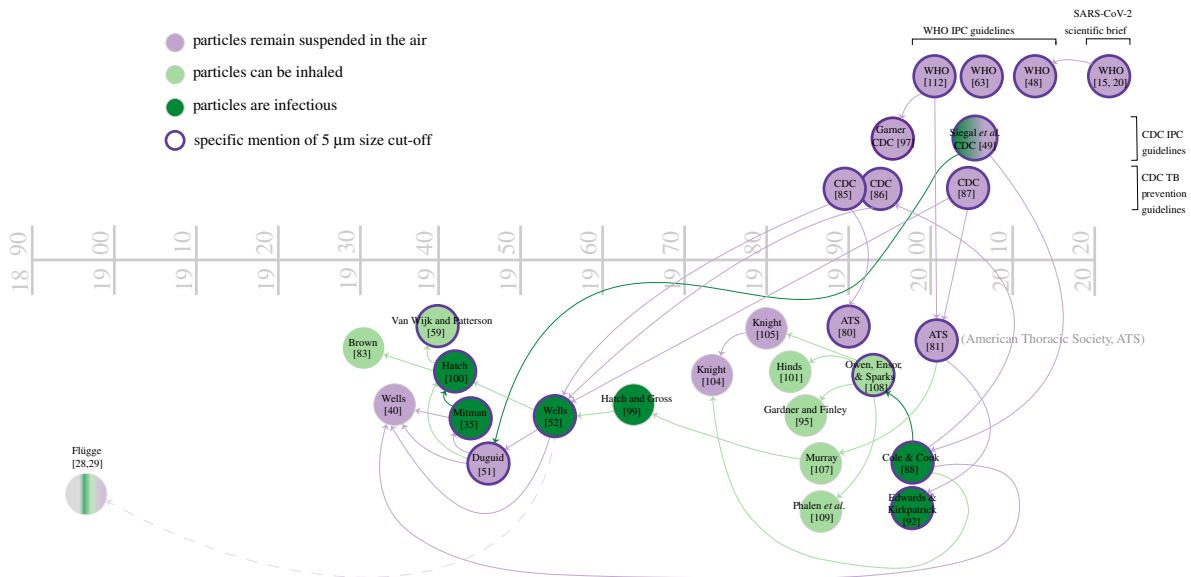 SARS-CoV-2
WHO IPC guidelines
scientific brief
particles remain suspended in the air
particles can be inhaled
particles are infectious
specific mention of 5 µm size cut-off
WHO
[112]
WHO
[63]
WHO
[48]
WHO
[15, 20]
Garner
CDC [97]
Siegal et al.
CDC [49]
CDC IPC
guidelines
CDC
[85]
CDC
[86]
CDC
[87]
CDC TB
prevention
guidelines
18 90
19 00
19 10
19 20
19 30
19 40
19 50
19 60
19 70
19 80
19 90
20 00
20 10
20 20
Van Wijk and Patterson
[59]
Brown
[83]
Hatch
[100]
Wells
[40]
Mitman
[35]
Duguid
[51]
Wells
[52]
Hatch and Gross
[99]
Knight
[105]
Knight
[104]
ATS
[80]
ATS
[81]
(American Thoracic Society, ATS)
Hinds
[101]
Owen, Ensor,
& Sparks
[108]
Gardner and Finley
[95]
Murray
[107]
Cole & Cook
[88]
Phalen et al.
[109]
Edwards &
Kirkpatrick
[92]
Flügge
[28,29]